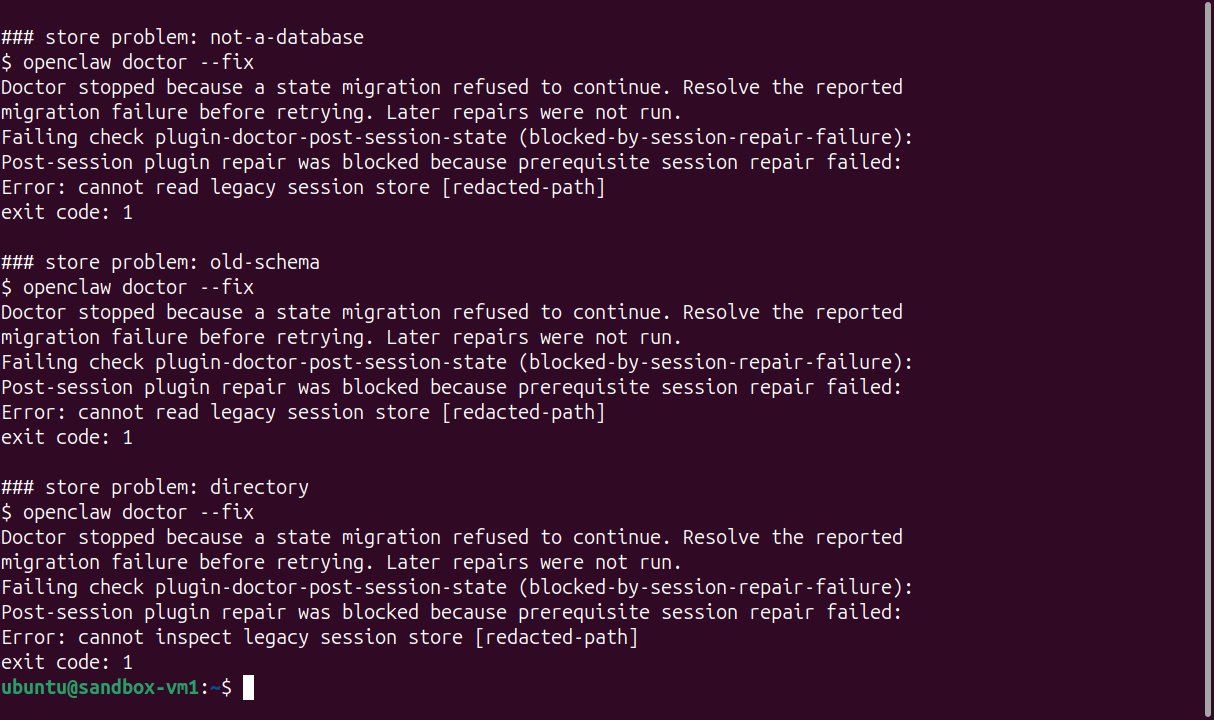 ### store problem: not-a-database
$ openclaw doctor --fix
Doctor stopped because a state migration refused to continue. Resolve the reported
migration failure before retrying. Later repairs were not run.
Failing check plugin-doctor-post-session-state (blocked-by-session-repair-failure):
Post-session plugin repair was blocked because prerequisite session repair failed:
Error: cannot read legacy session store [redacted-path]
exit code: 1

### store problem: old-schema
$ openclaw doctor --fix
Doctor stopped because a state migration refused to continue. Resolve the reported
migration failure before retrying. Later repairs were not run.
Failing check plugin-doctor-post-session-state (blocked-by-session-repair-failure):
Post-session plugin repair was blocked because prerequisite session repair failed:
Error: cannot read legacy session store [redacted-path]
exit code: 1

### store problem: directory
$ openclaw doctor --fix
Doctor stopped because a state migration refused to continue. Resolve the reported
migration failure before retrying. Later repairs were not run.
Failing check plugin-doctor-post-session-state (blocked-by-session-repair-failure):
Post-session plugin repair was blocked because prerequisite session repair failed:
Error: cannot inspect legacy session store [redacted-path]
exit code: 1
ubuntu@sandbox-vm1:~$